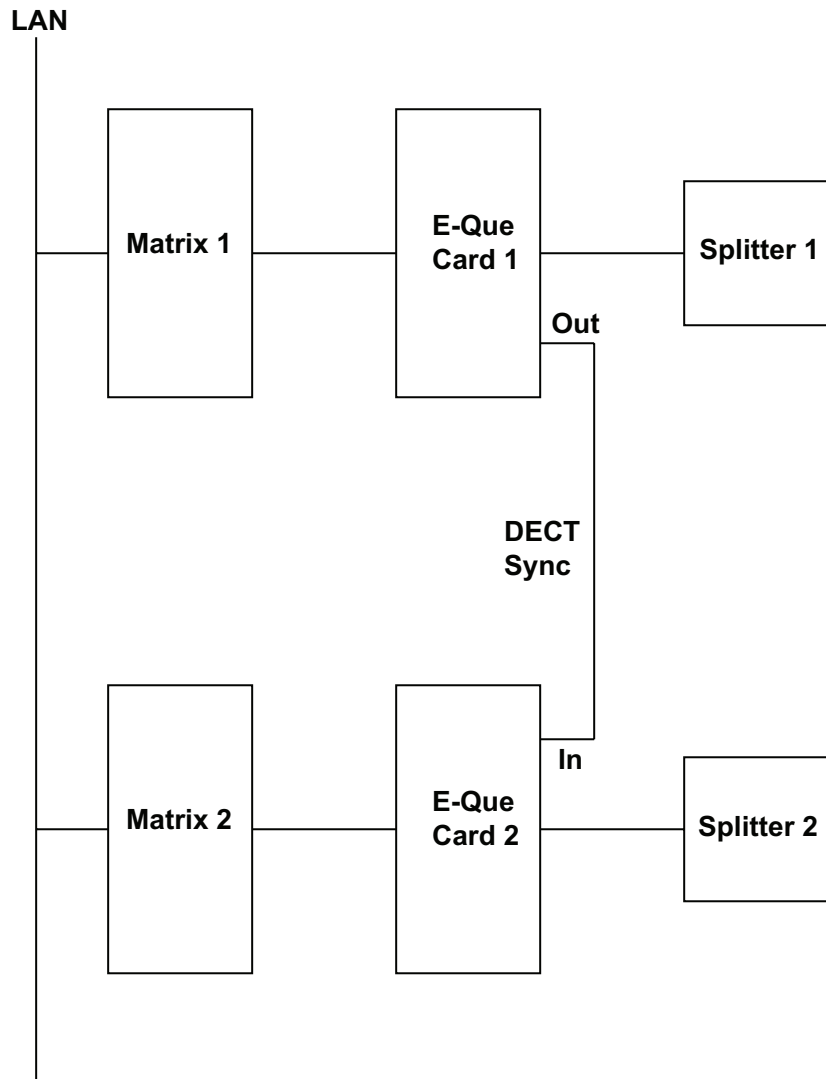 LAN
Matrix 1
E-Que
Card 1
Splitter 1
Out
DECT
Sync
In
Matrix 2
E-Que
Card 2
Splitter 2